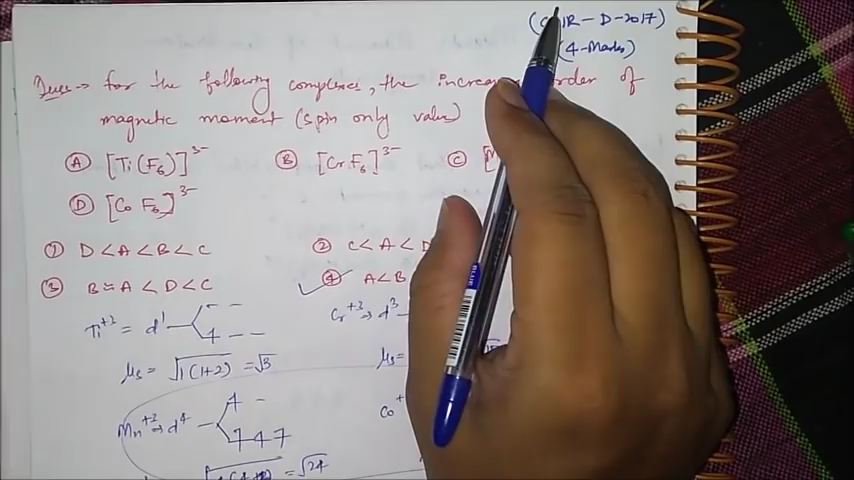 IR-D-2017)
(4-Marks)
Ques → for the following complexes, the increa order of
magnetic moment (spin only value)
Ⓐ [Ti(F6)]³⁻ Ⓑ [CrF6]³⁻ Ⓒ [
Ⓓ [CoF6]³⁻
① D<A<B<C ② C<A<D
③ B≈A<D<C ④ A<B
Ti⁺³ = d¹ Cr⁺³→d³
μs = √1(1+2) = √3 μs =
Mn⁺³→d⁴ Co⁺
= √24